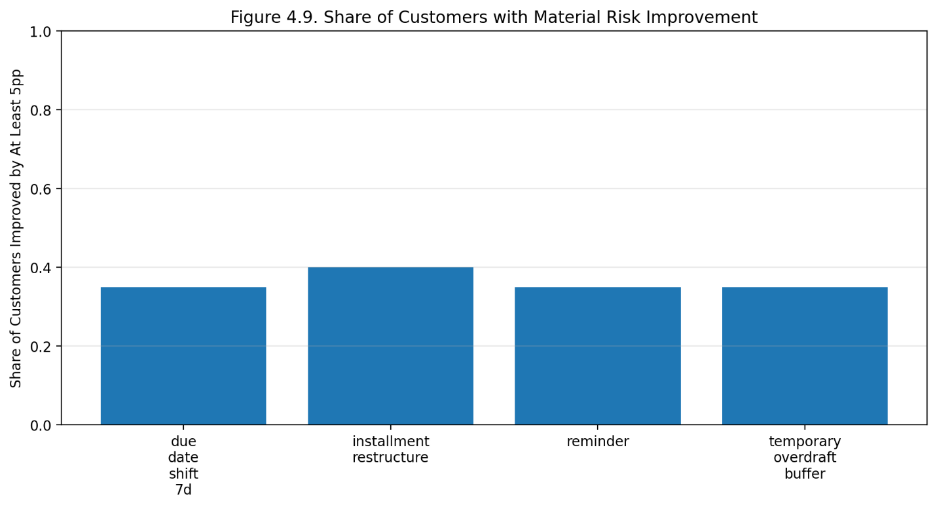 Figure 4.9. Share of Customers with Material Risk Improvement
Share of Customers Improved by At Least 5pp
1.0
0.8
0.6
0.4
0.2
0.0
due
date
shift
7d
installment
restructure
reminder
temporary
overdraft
buffer